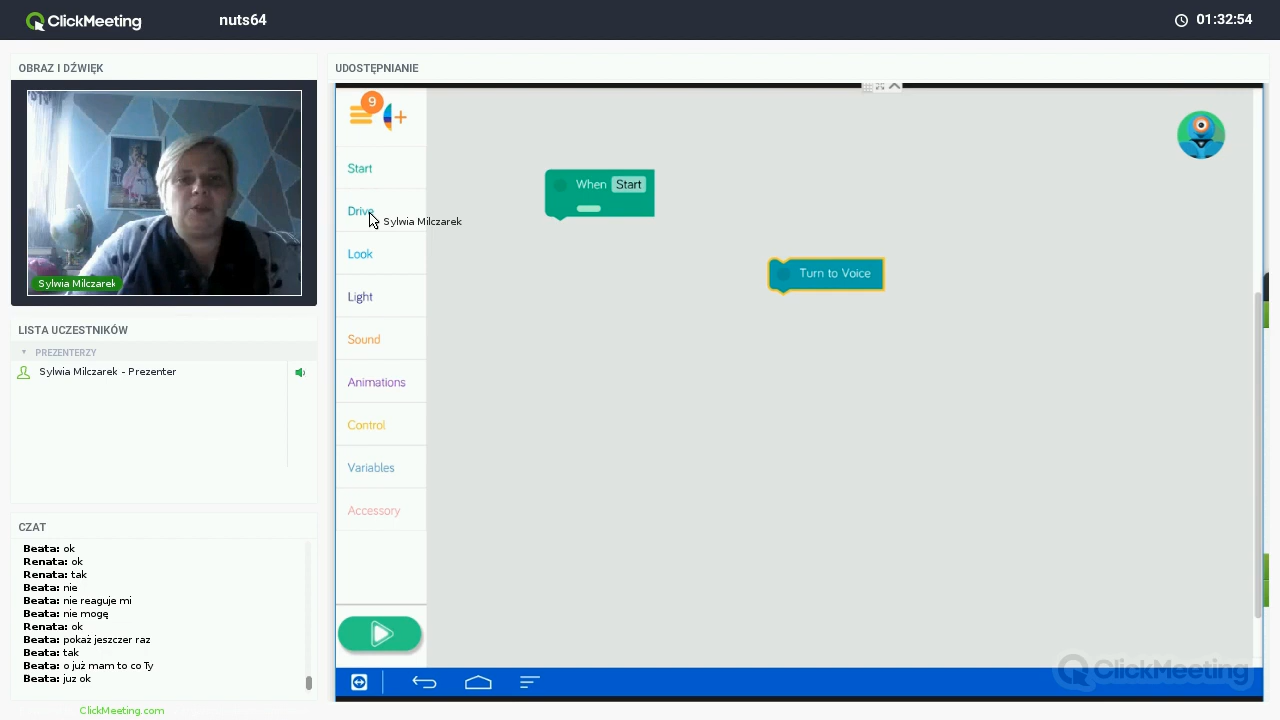 ClickMeeting
nuts64
01:32:54
OBRAZ I DŹWIĘK
UDOSTĘPNIANIE
Sylwia Milczarek
LISTA UCZESTNIKÓW
PREZENTERZY
Sylwia Milczarek - Prezenter
CZAT
Beata: ok
Renata: ok
Renata: tak
Beata: nie
Beata: nie reaguje mi
Beata: nie mogę
Renata: ok
Beata: pokaż jeszczer raz
Beata: tak
Beata: o już mam to co Ty
Beata: juz ok
ClickMeeting.com
9
Start
Drive
Sylwia Milczarek
Look
Light
Sound
Animations
Control
Variables
Accessory
When Start
Turn to Voice
ClickMeeting